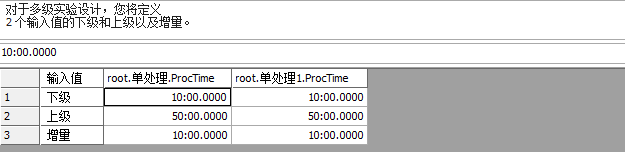 对于多级实验设计，您将定义
2 个输入值的下级和上级以及增量。
10:00.0000
输入值 root.单处理.ProcTime root.单处理1.ProcTime
1 下级 10:00.0000 10:00.0000
2 上级 50:00.0000 50:00.0000
3 增量 10:00.0000 10:00.0000